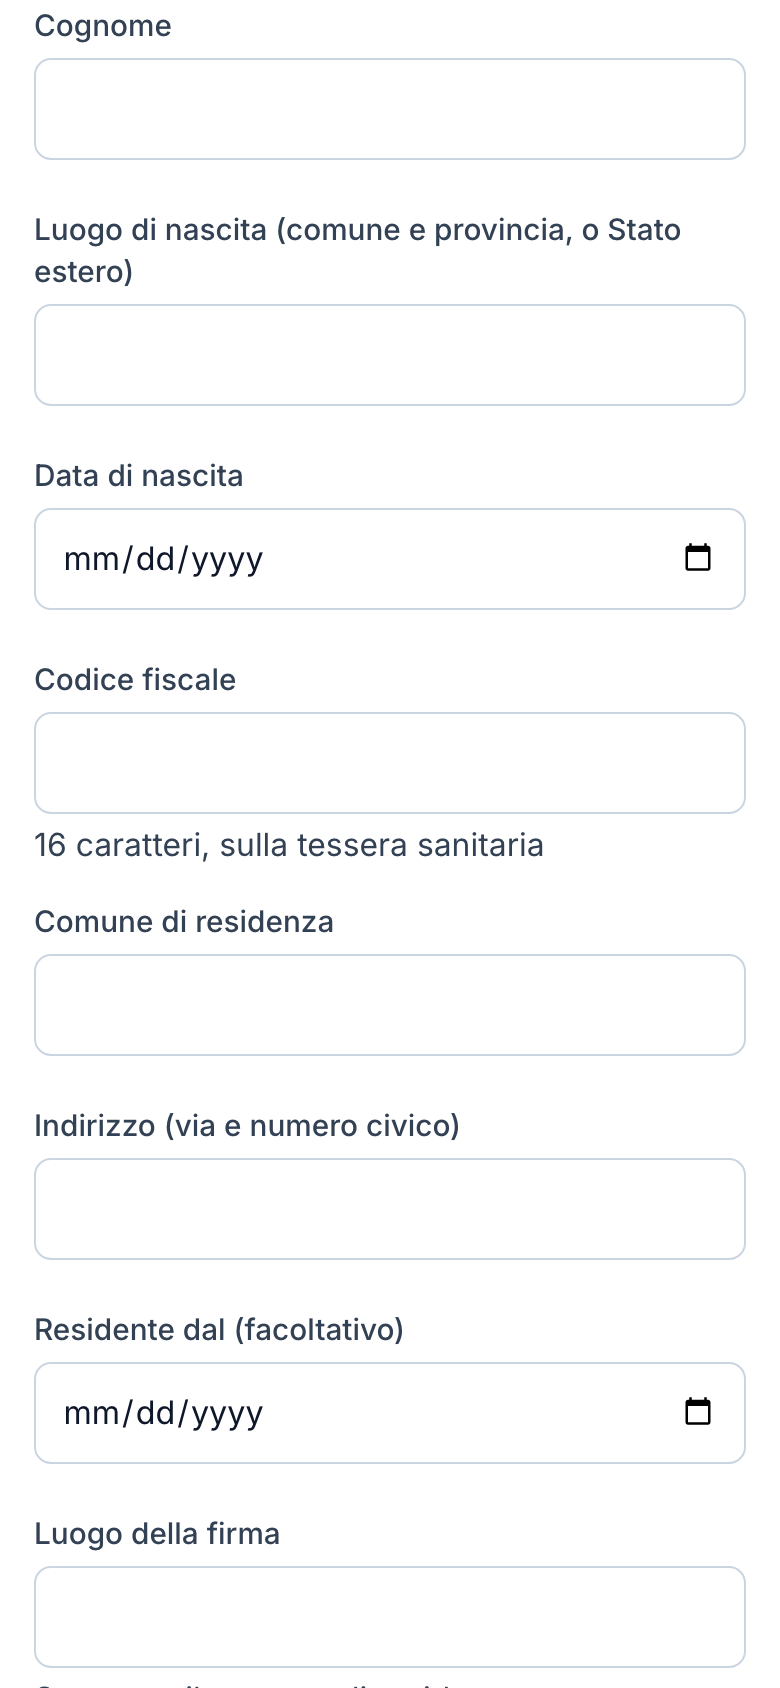 Cognome
Luogo di nascita (comune e provincia, o Stato
estero)
Data di nascita
mm/dd/yyyy
Codice fiscale
16 caratteri, sulla tessera sanitaria
Comune di residenza
Indirizzo (via e numero civico)
Residente dal (facoltativo)
mm/dd/yyyy
Luogo della firma